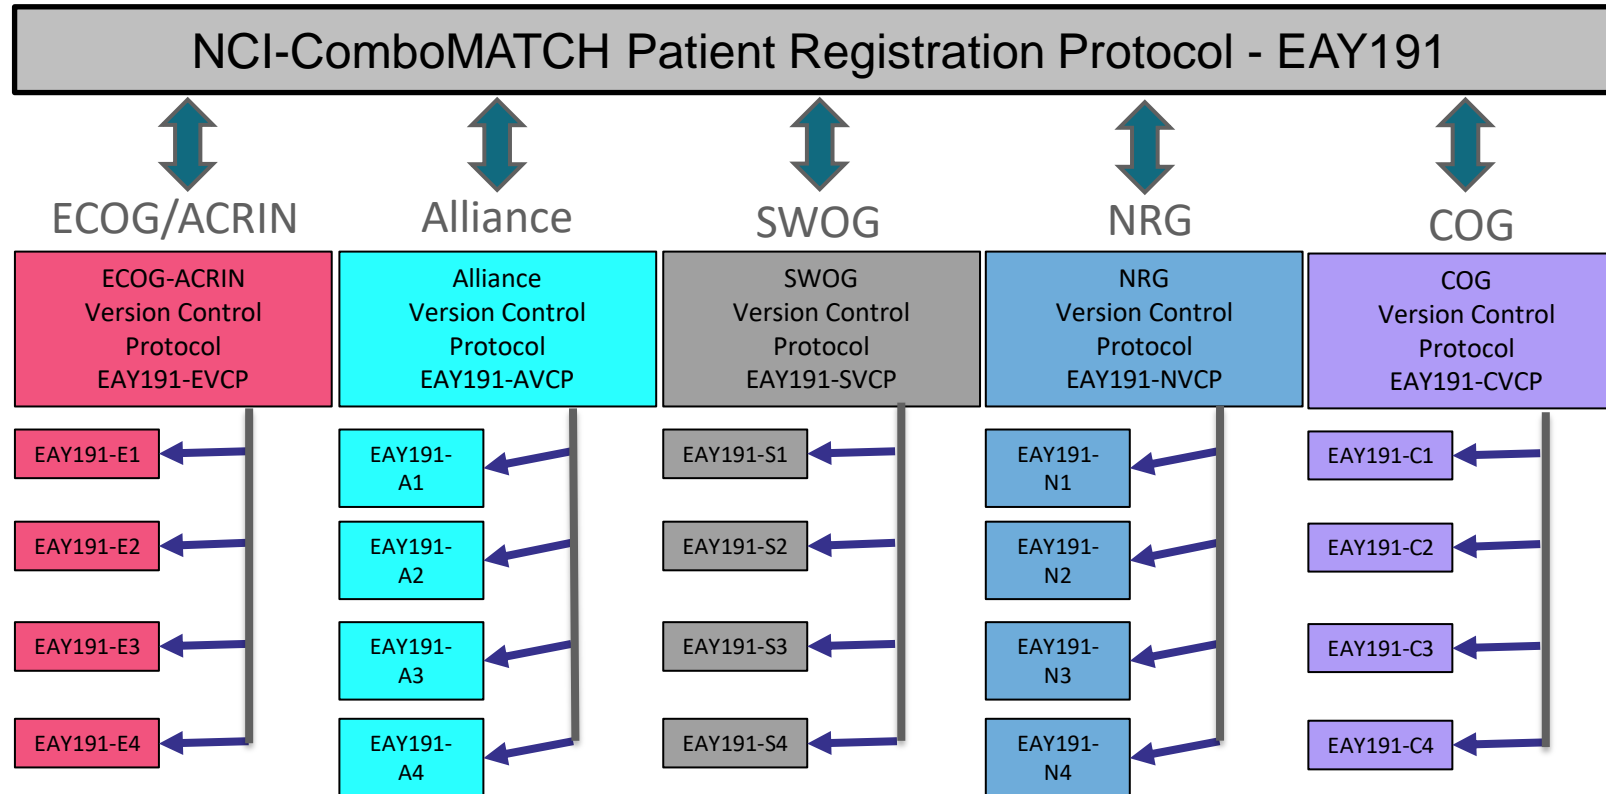 NCI-ComboMATCH Patient Registration Protocol - EAY191
ECOG/ACRIN
Alliance
SWOG
NRG
COG
ECOG-ACRIN
Version Control
Protocol
EAY191-EVCP
Alliance
Version Control
Protocol
EAY191-AVCP
SWOG
Version Control
Protocol
EAY191-SVCP
NRG
Version Control
Protocol
EAY191-NVCP
COG
Version Control
Protocol
EAY191-CVCP
EAY191-E1
EAY191-E2
EAY191-E3
EAY191-E4
EAY191-
A1
EAY191-
A2
EAY191-
A3
EAY191-
A4
EAY191-S1
EAY191-S2
EAY191-S3
EAY191-S4
EAY191-
N1
EAY191-
N2
EAY191-
N3
EAY191-
N4
EAY191-C1
EAY191-C2
EAY191-C3
EAY191-C4